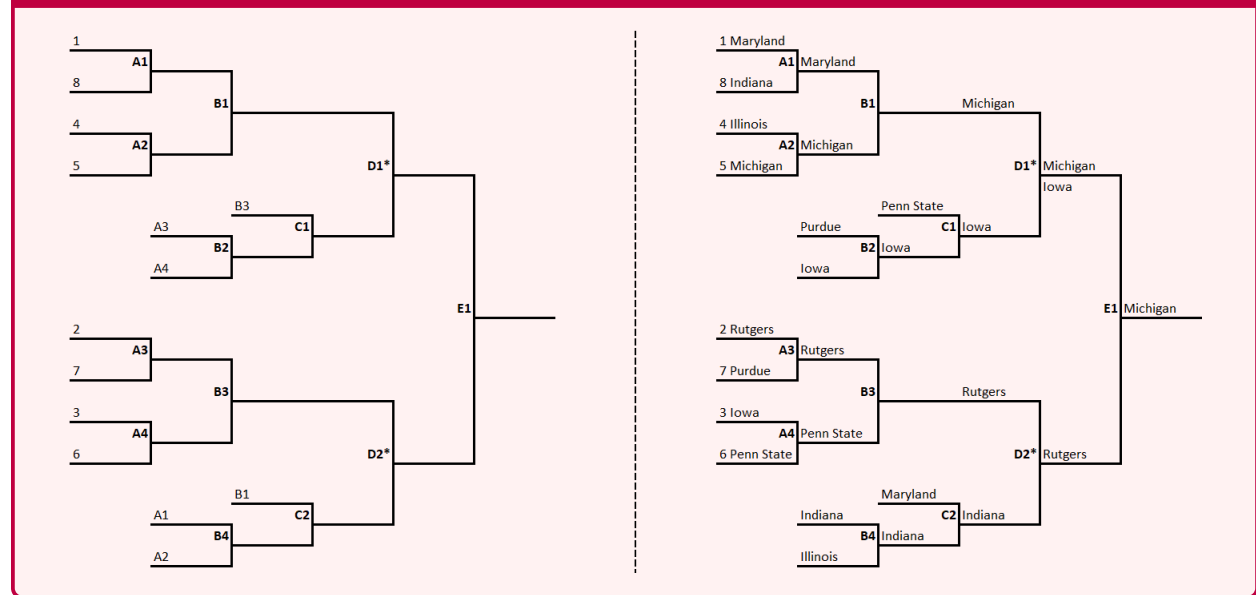 1
A1
8
B1
4
A2
5
D1*
B3
C1
A3
B2
A4
E1
2
A3
7
B3
3
A4
6
D2*
B1
C2
A1
B4
A2
1 Maryland
A1 Maryland
8 Indiana
B1
Michigan
4 Illinois
A2 Michigan
5 Michigan
D1* Michigan
Iowa
Penn State
C1 Iowa
Purdue
B2 Iowa
Iowa
E1 Michigan
2 Rutgers
A3 Rutgers
7 Purdue
B3
Rutgers
3 Iowa
A4 Penn State
6 Penn State
D2* Rutgers
Maryland
C2 Indiana
Indiana
B4 Indiana
Illinois